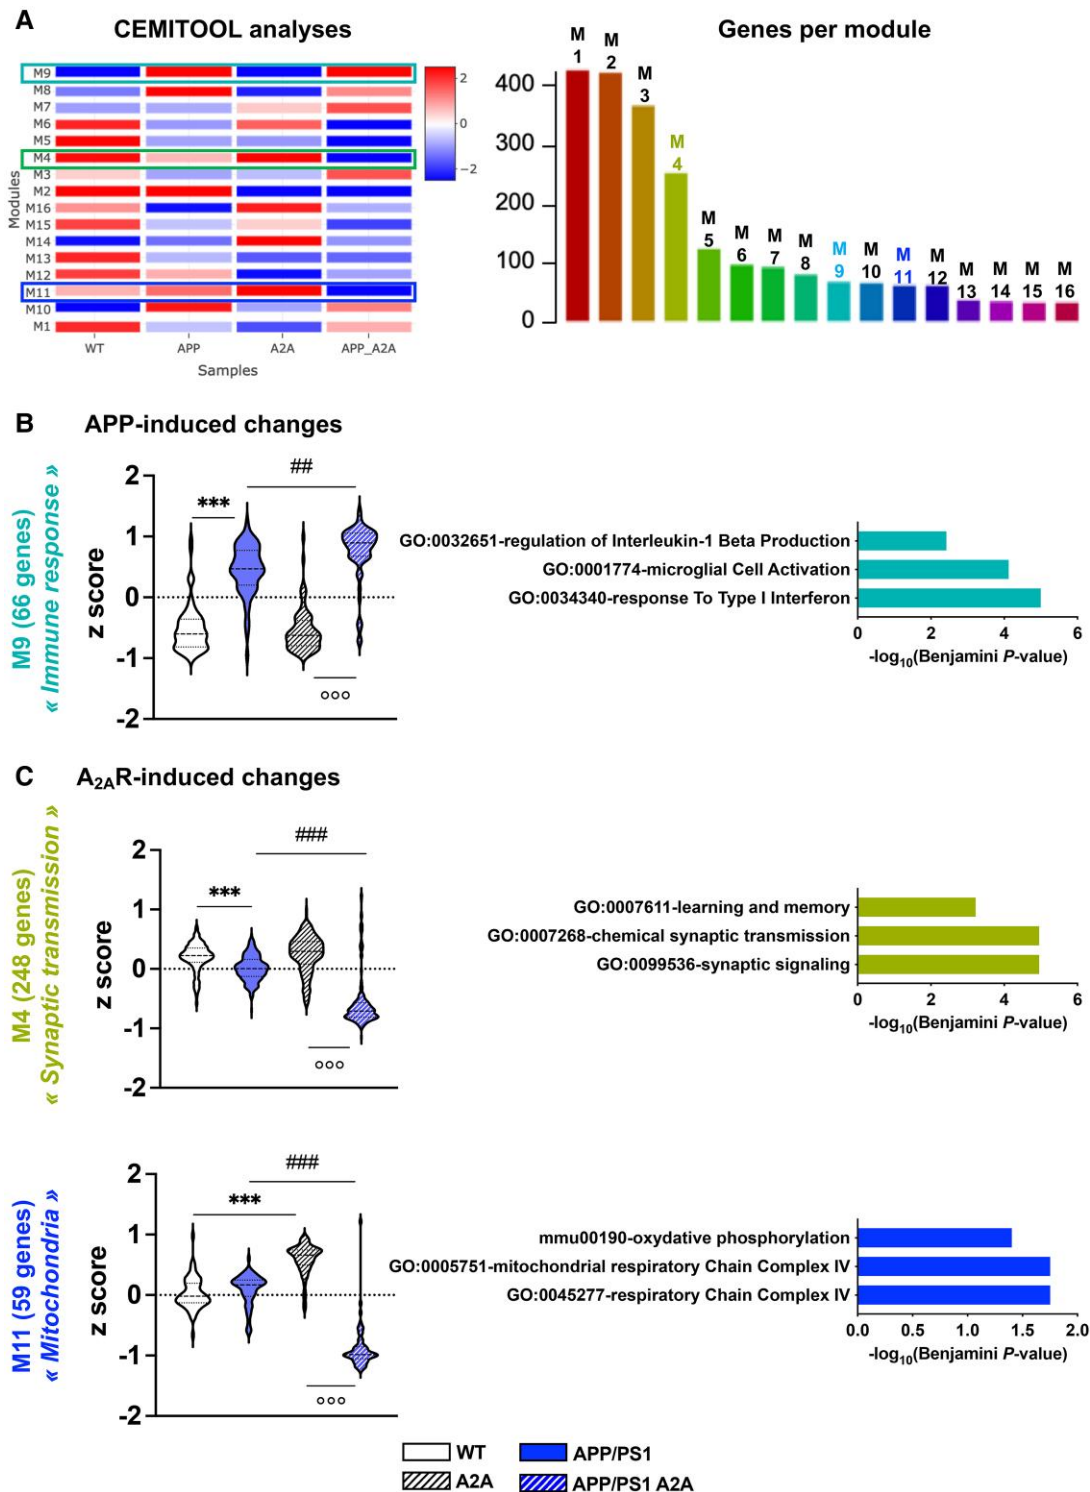 A
CEMITOOL analyses
Genes per module
M9
M8
M7
M6
M5
M4
M3
M2
M16
M15
M14
M13
M12
M11
M10
M1
Modules
WT
APP
A2A
APP_A2A
Samples
2
0
−2
400
300
200
100
0
M 1
M 2
M 3
M 4
M 5
M 6
M 7
M 8
M 9
M 10
M 11
M 12
M 13
M 14
M 15
M 16
B
APP-induced changes
M9 (66 genes)
« Immune response »
z score
2
1
0
-1
-2
***
##
°°°
GO:0032651-regulation of Interleukin-1 Beta Production
GO:0001774-microglial Cell Activation
GO:0034340-response To Type I Interferon
0 2 4 6
-log10(Benjamini P-value)
C
A2AR-induced changes
M4 (248 genes)
« Synaptic transmission »
z score
2
1
0
-1
-2
***
###
°°°
GO:0007611-learning and memory
GO:0007268-chemical synaptic transmission
GO:0099536-synaptic signaling
0 2 4 6
-log10(Benjamini P-value)
M11 (59 genes)
« Mitochondria »
z score
2
1
0
-1
-2
***
###
°°°
mmu00190-oxydative phosphorylation
GO:0005751-mitochondrial respiratory Chain Complex IV
GO:0045277-respiratory Chain Complex IV
0.0 0.5 1.0 1.5 2.0
-log10(Benjamini P-value)
WT
APP/PS1
A2A
APP/PS1 A2A